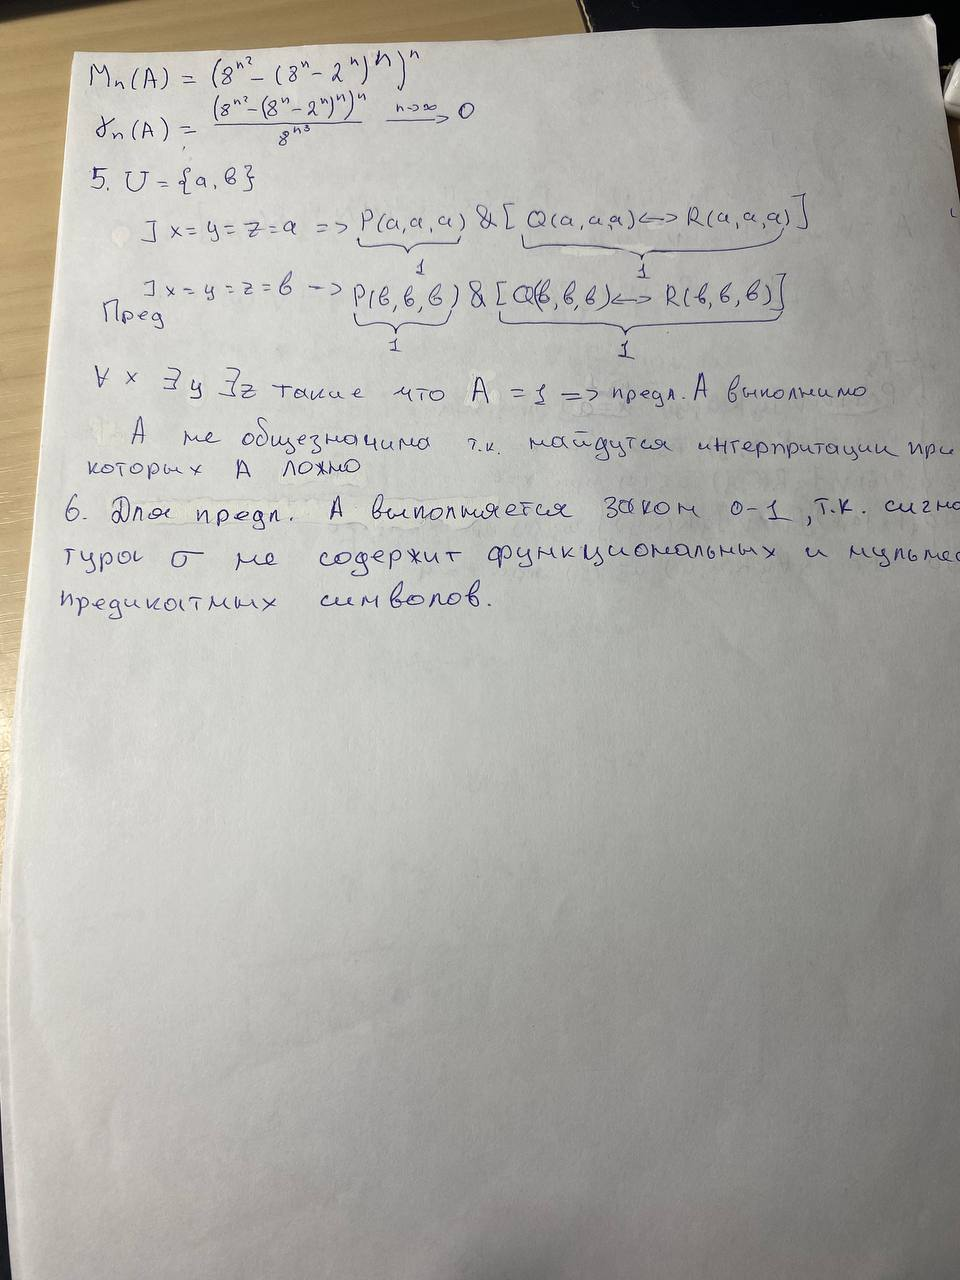 Mn(A) = (8^{n²} - (8^n - 2^n)^n)^n
γn(A) = (8^{n²} - (8^n - 2^n)^n)^n / 8^{n³} n→∞ → 0
5. U = {a, в}
∃ x = y = z = a => P(a,a,a) & [ Q(a,a,a) <-> R(a,a,a) ]
1 1
∃ x = y = z = в -> P(в,в,в) & [ Q(в,в,в) <-> R(в,в,в) ]
Пред
1 1
∀x ∃y ∃z такие что A = 1 => предл. A выполнимо
A не общезначима т.к. найдутся интерпритации при
которых A ложно
6. Для предл. A выполняется закон 0-1, т.к. сигна
тура σ не содержит функциональных и нульмес
предикатных символов.